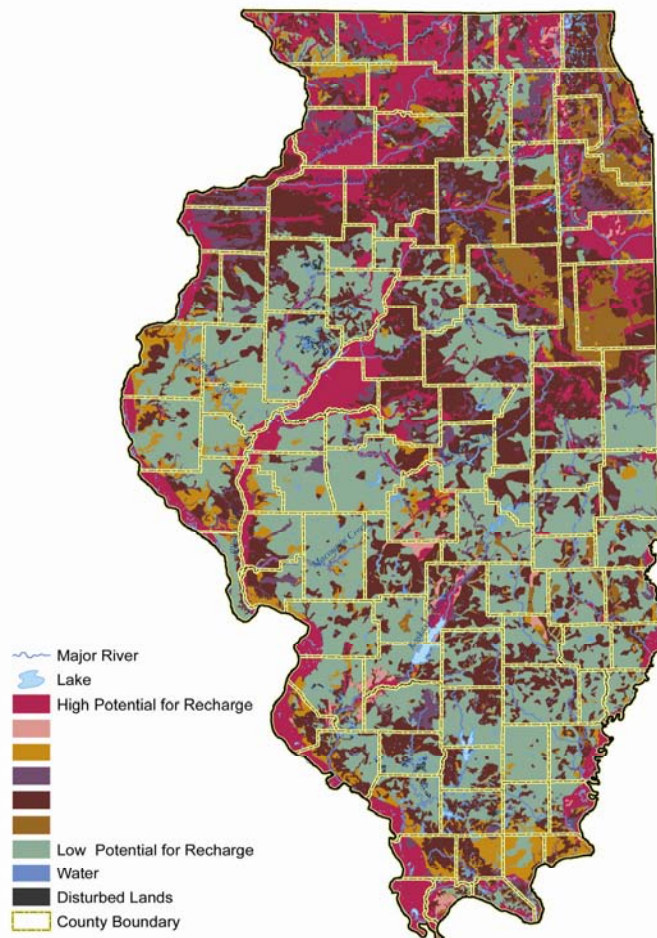 Major River
Lake
High Potential for Recharge
Low Potential for Recharge
Water
Disturbed Lands
County Boundary